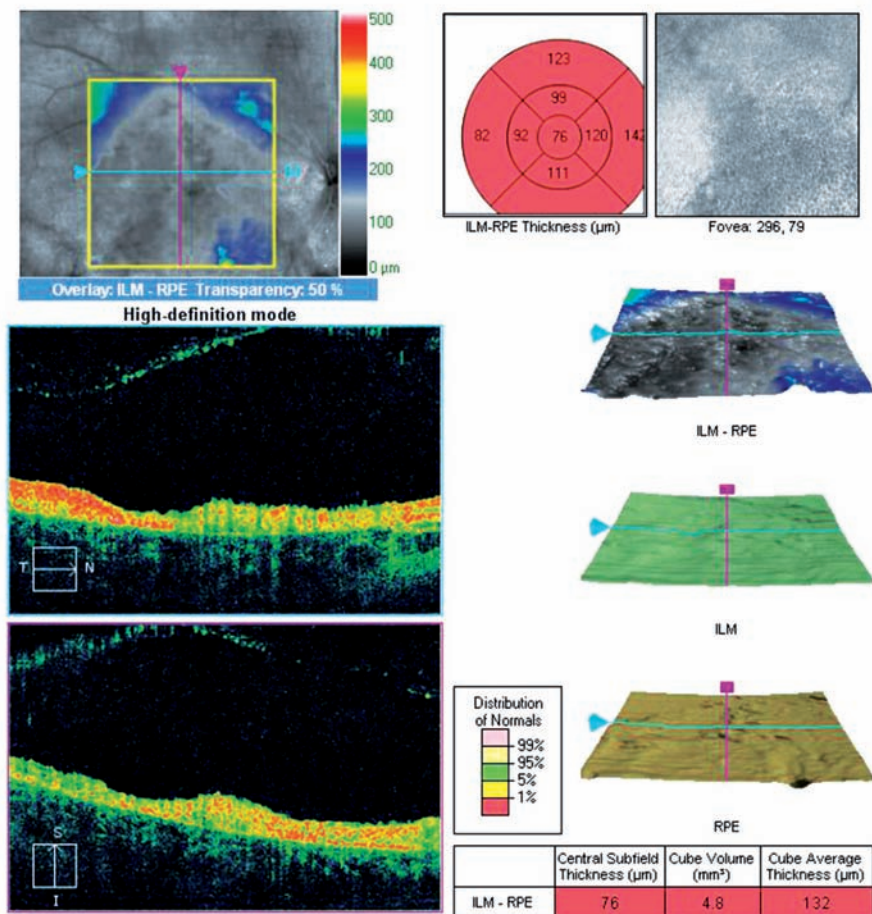 500
400
300
200
100
0 µm
Overlay: ILM - RPE Transparency: 50 %
123
99
82
92
76
120
142
111
ILM-RPE Thickness (µm)
Fovea: 296, 79
High-definition mode
T N
S
I
ILM - RPE
ILM
RPE
Distribution
of Normals
99%
95%
5%
1%
Central Subfield Thickness (µm) Cube Volume (mm³) Cube Average Thickness (µm)
ILM - RPE 76 4.8 132